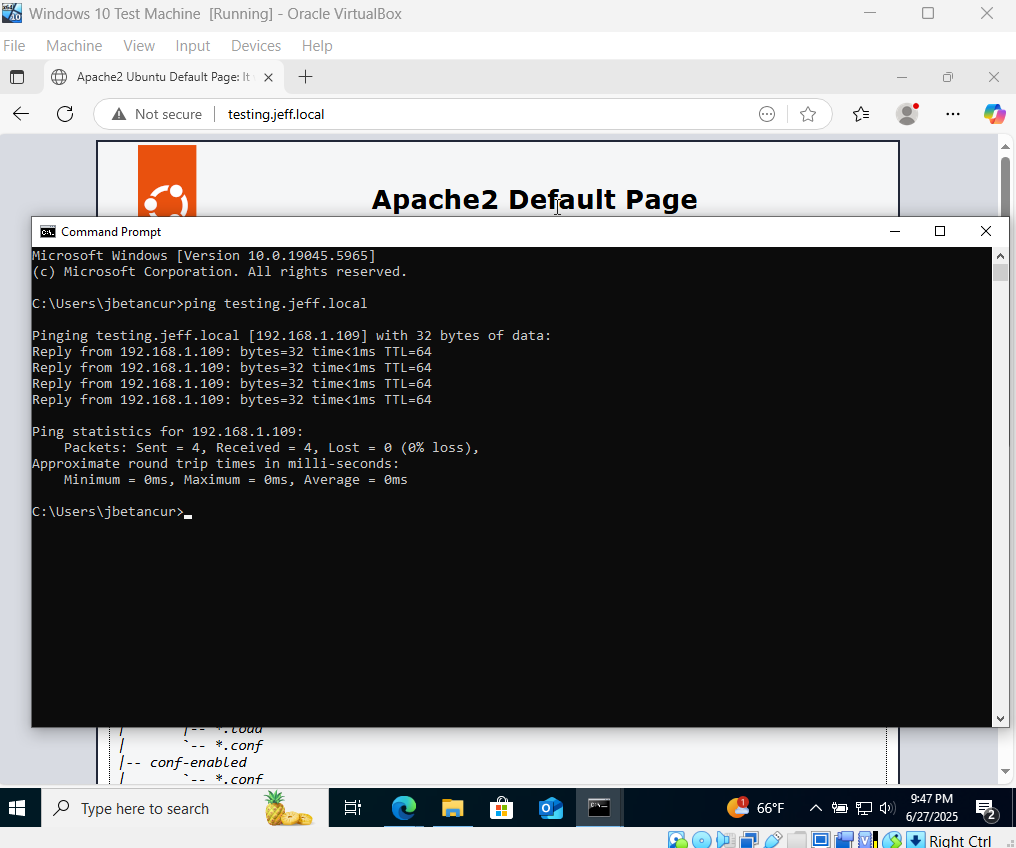 Windows 10 Test Machine [Running] - Oracle VirtualBox
File Machine View Input Devices Help
Apache2 Ubuntu Default Page: It
Not secure testing.jeff.local
Apache2 Default Page
Command Prompt
Microsoft Windows [Version 10.0.19045.5965]
(c) Microsoft Corporation. All rights reserved.
C:\Users\jbetancur>ping testing.jeff.local
Pinging testing.jeff.local [192.168.1.109] with 32 bytes of data:
Reply from 192.168.1.109: bytes=32 time<1ms TTL=64
Reply from 192.168.1.109: bytes=32 time<1ms TTL=64
Reply from 192.168.1.109: bytes=32 time<1ms TTL=64
Reply from 192.168.1.109: bytes=32 time<1ms TTL=64
Ping statistics for 192.168.1.109:
Packets: Sent = 4, Received = 4, Lost = 0 (0% loss),
Approximate round trip times in milli-seconds:
Minimum = 0ms, Maximum = 0ms, Average = 0ms
C:\Users\jbetancur>
| |-- *.load
| `-- *.conf
|-- conf-enabled
| `-- *.conf
Type here to search
1
66°F
9:47 PM
6/27/2025
2
Right Ctrl